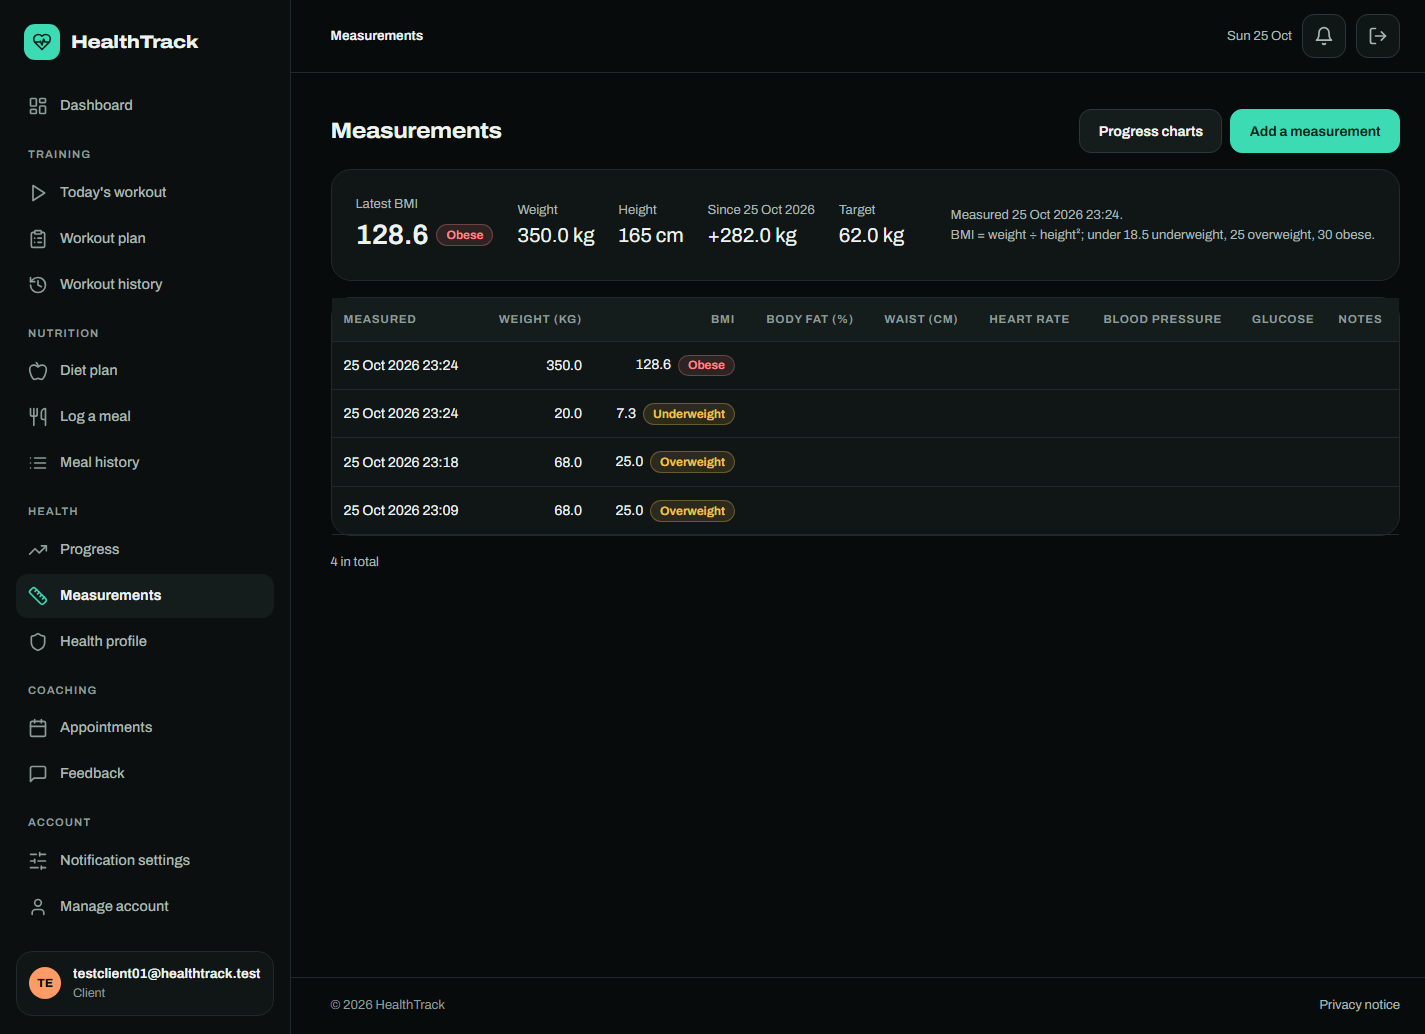 HealthTrack
Dashboard
TRAINING
Today's workout
Workout plan
Workout history
NUTRITION
Diet plan
Log a meal
Meal history
HEALTH
Progress
Measurements
Health profile
COACHING
Appointments
Feedback
ACCOUNT
Notification settings
Manage account
TE
testclient01@healthtrack.test
Client
Measurements
Sun 25 Oct
Measurements
Progress charts
Add a measurement
Latest BMI
128.6 Obese
Weight
350.0 kg
Height
165 cm
Since 25 Oct 2026
+282.0 kg
Target
62.0 kg
Measured 25 Oct 2026 23:24.
BMI = weight ÷ height²; under 18.5 underweight, 25 overweight, 30 obese.
MEASURED WEIGHT (KG) BMI BODY FAT (%) WAIST (CM) HEART RATE BLOOD PRESSURE GLUCOSE NOTES
25 Oct 2026 23:24 350.0 128.6 Obese
25 Oct 2026 23:24 20.0 7.3 Underweight
25 Oct 2026 23:18 68.0 25.0 Overweight
25 Oct 2026 23:09 68.0 25.0 Overweight
4 in total
© 2026 HealthTrack
Privacy notice